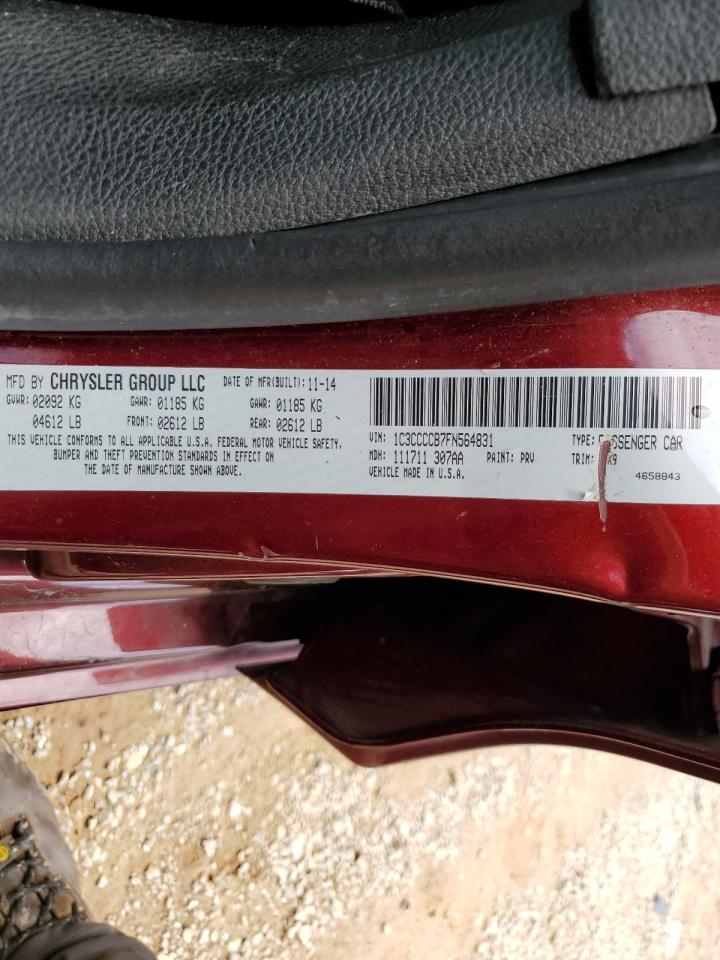 MFD BY CHRYSLER GROUP LLC DATE OF MFR(BUILT): 11-14
GVWR: 02092 KG GAWR: 01185 KG GAWR: 01185 KG
04612 LB FRONT: 02612 LB REAR: 02612 LB
THIS VEHICLE CONFORMS TO ALL APPLICABLE U.S.A. FEDERAL MOTOR VEHICLE SAFETY,
BUMPER AND THEFT PREVENTION STANDARDS IN EFFECT ON
THE DATE OF MANUFACTURE SHOWN ABOVE.
VIN: 1C3CCCCB7FN564831 TYPE: SSENGER CAR
MDH: 111711 307AA PAINT: PRV TRIM:
VEHICLE MADE IN U.S.A. 4658843